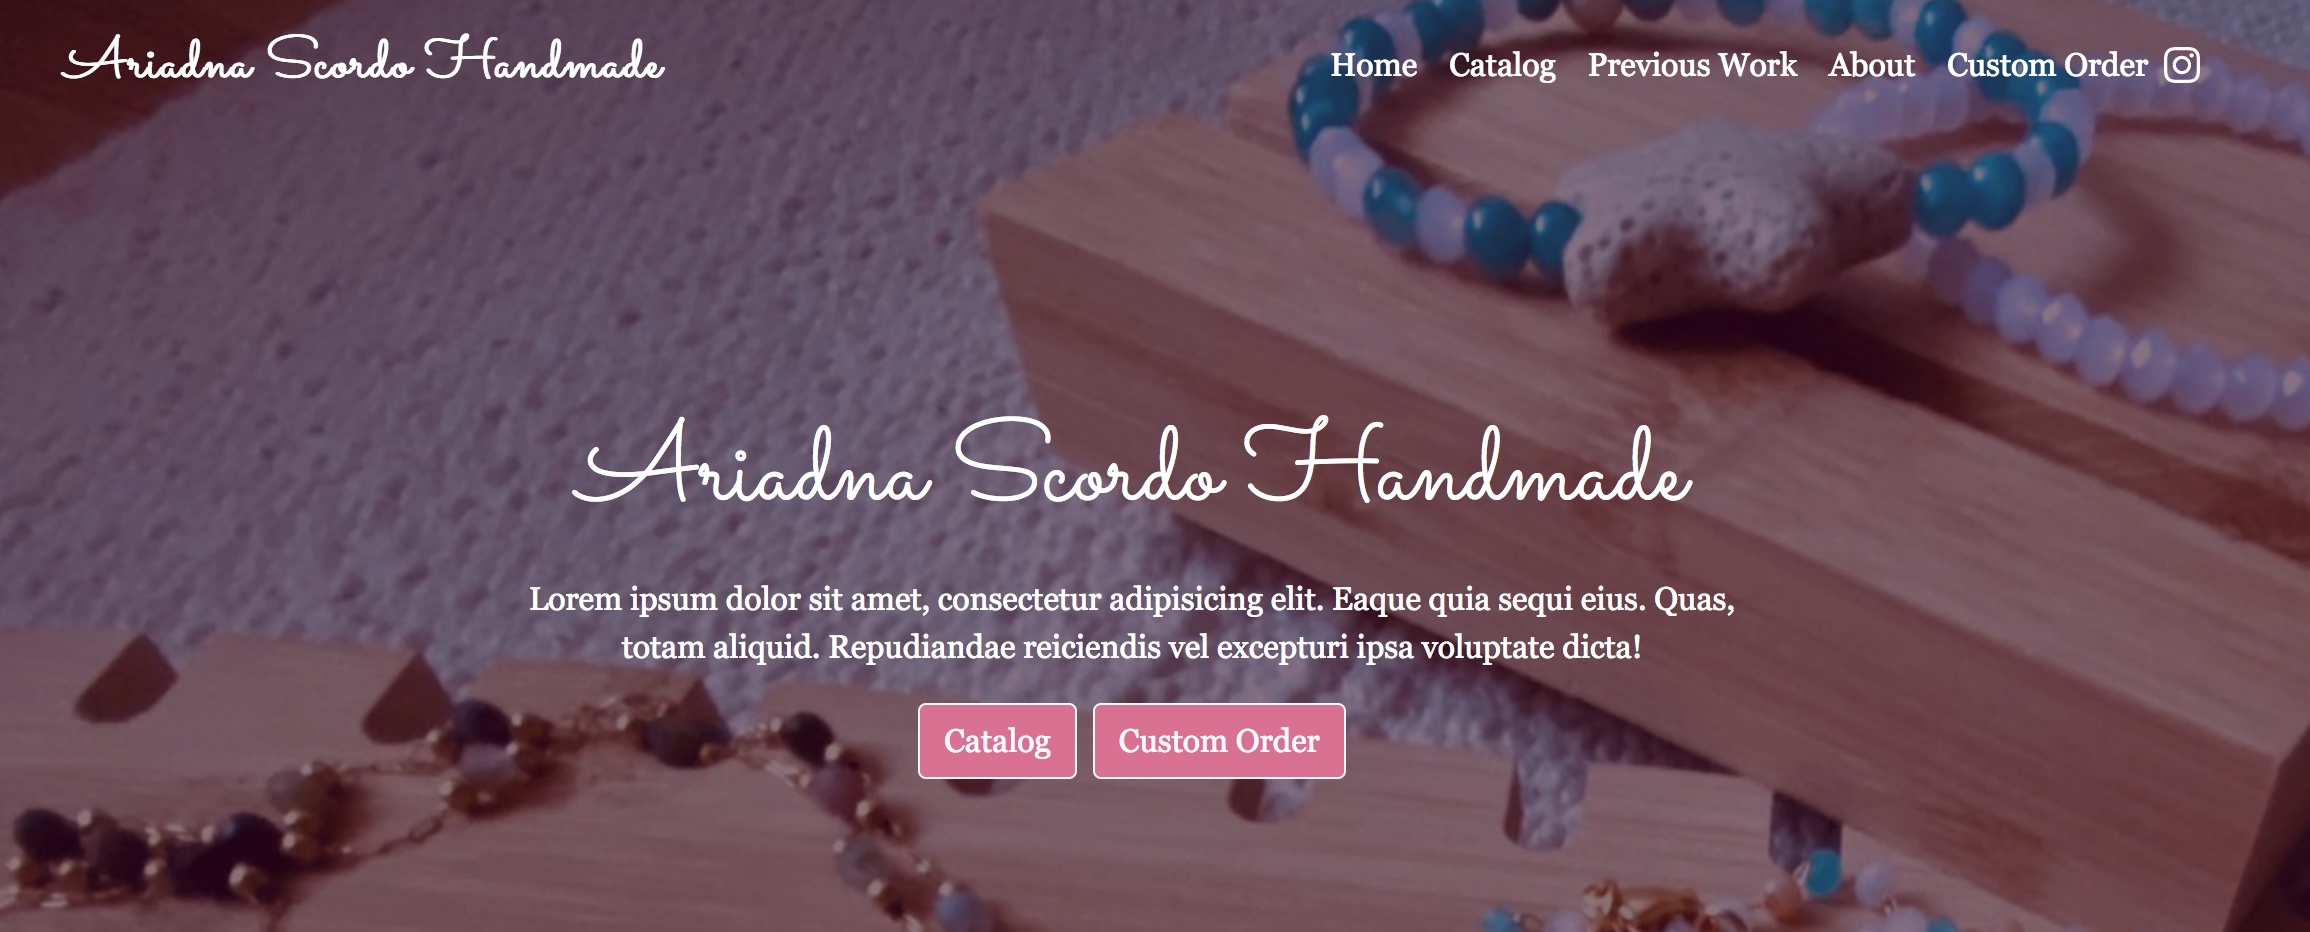 Ariadna Scordo Handmade
Home Catalog Previous Work About Custom Order
Ariadna Scordo Handmade
Lorem ipsum dolor sit amet, consectetur adipisicing elit. Eaque quia sequi eius. Quas,
totam aliquid. Repudiandae reiciendis vel excepturi ipsa voluptate dicta!
Catalog Custom Order